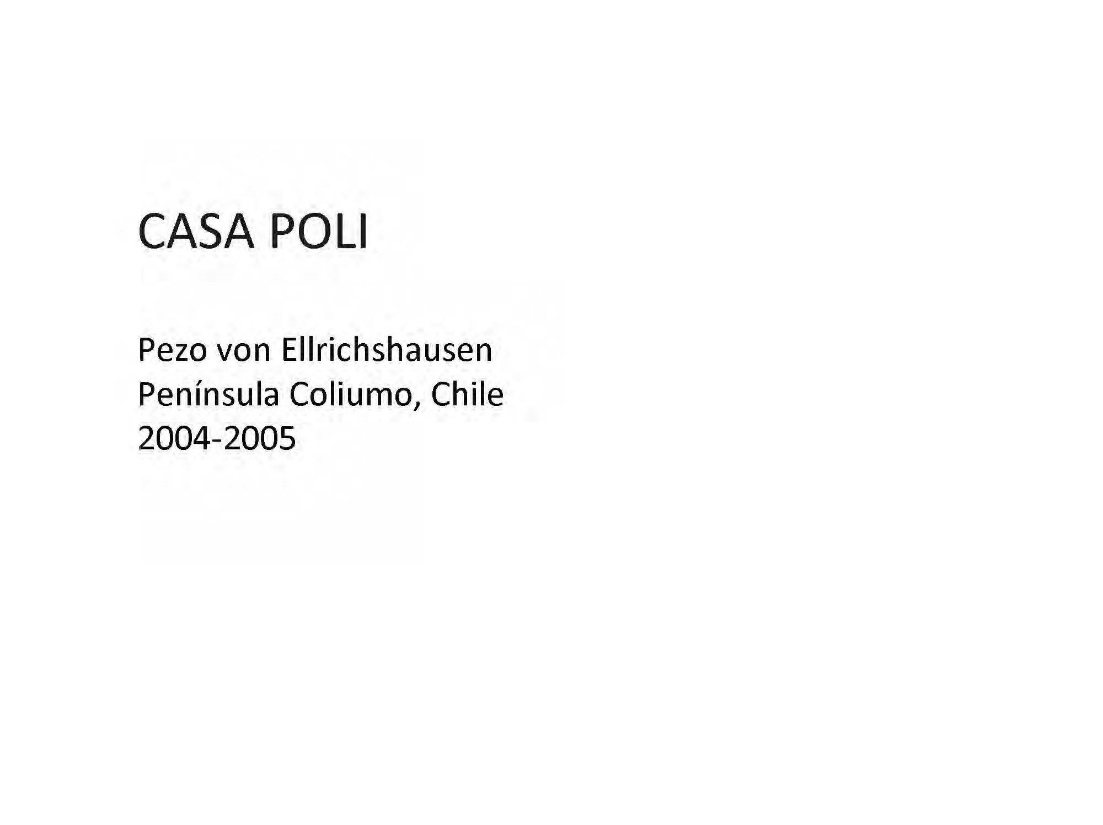 CASA POLI
Pezo von Ellrichshausen
Península Coliumo, Chile
2004-2005